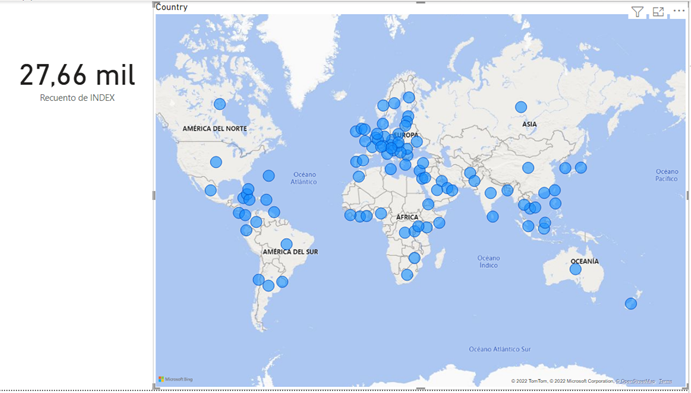 Country
27,66 mil
Recuento de INDEX
AMÉRICA DEL NORTE
EUROPA
ASIA
Océano
Atlántico
Océano
Pacífico
ÁFRICA
AMÉRICA DEL SUR
Océano
Índico
OCEANÍA
Océano Atlántico Sur
Microsoft Bing
© 2022 TomTom, © 2022 Microsoft Corporation, © OpenStreetMap Terms